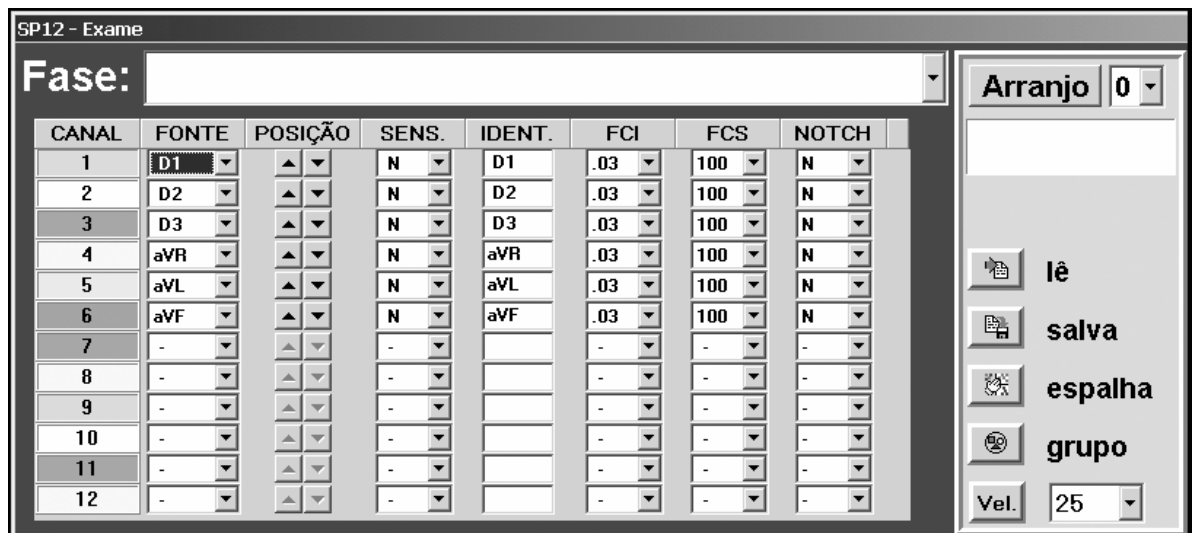 SP12 - Exame
Fase:
CANAL FONTE POSIÇÃO SENS. IDENT. FCI FCS NOTCH
1 D1 N D1 .03 100 N
2 D2 N D2 .03 100 N
3 D3 N D3 .03 100 N
4 aVR N aVR .03 100 N
5 aVL N aVL .03 100 N
6 aVF N aVF .03 100 N
7 - - - - -
8 - - - - -
9 - - - - -
10 - - - - -
11 - - - - -
12 - - - - -
Arranjo 0
lê
salva
espalha
grupo
Vel. 25